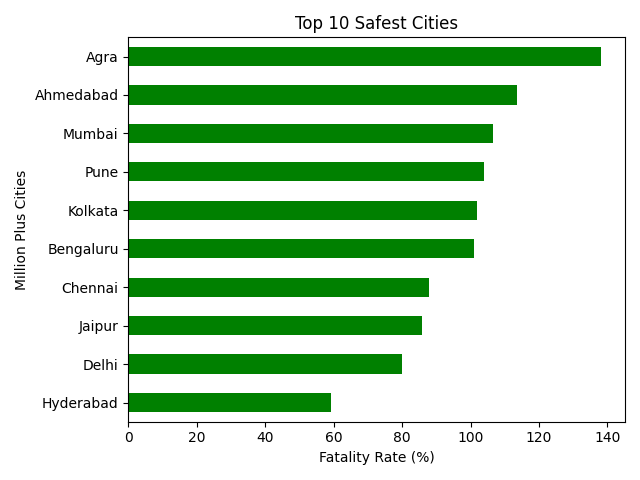 Top 10 Safest Cities
Million Plus Cities
Agra
Ahmedabad
Mumbai
Pune
Kolkata
Bengaluru
Chennai
Jaipur
Delhi
Hyderabad
0 20 40 60 80 100 120 140
Fatality Rate (%)